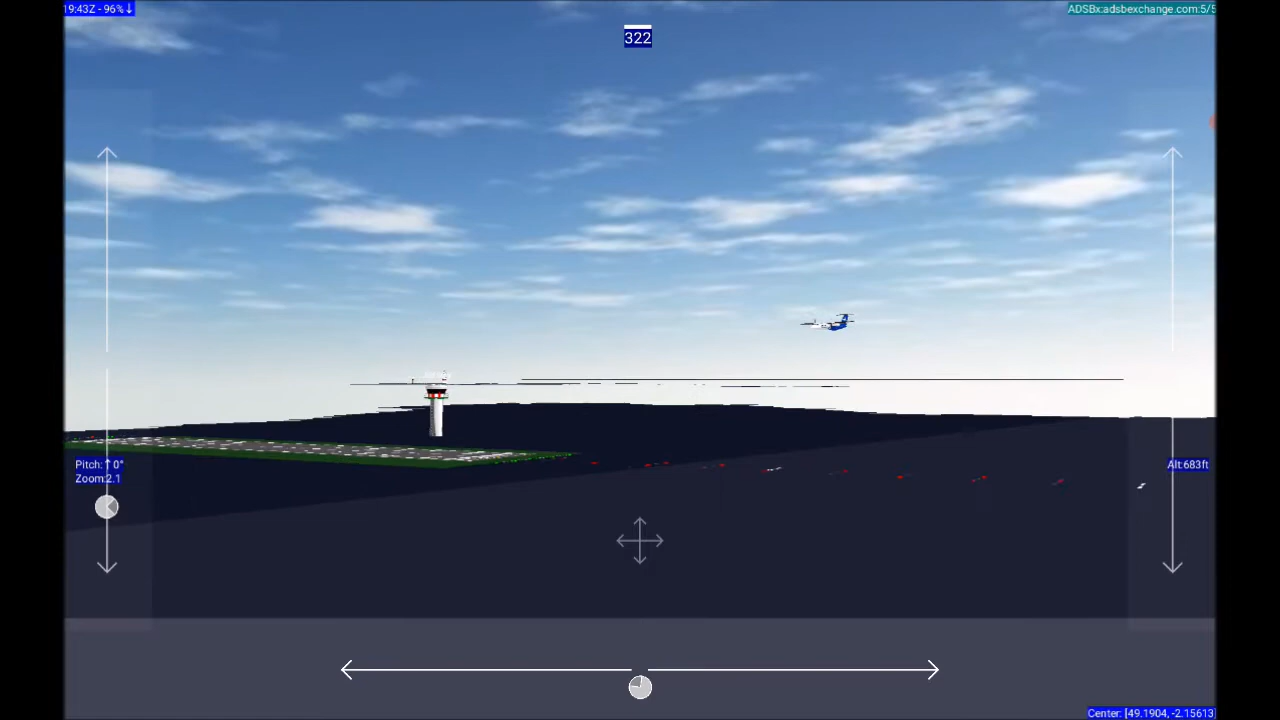 19:43Z - 96%↓
ADSBx:adsbexchange.com:5/5
322
Pitch:↑ 0°
Zoom:2.1
Alt:683ft
Center: [49.1904, -2.15613]